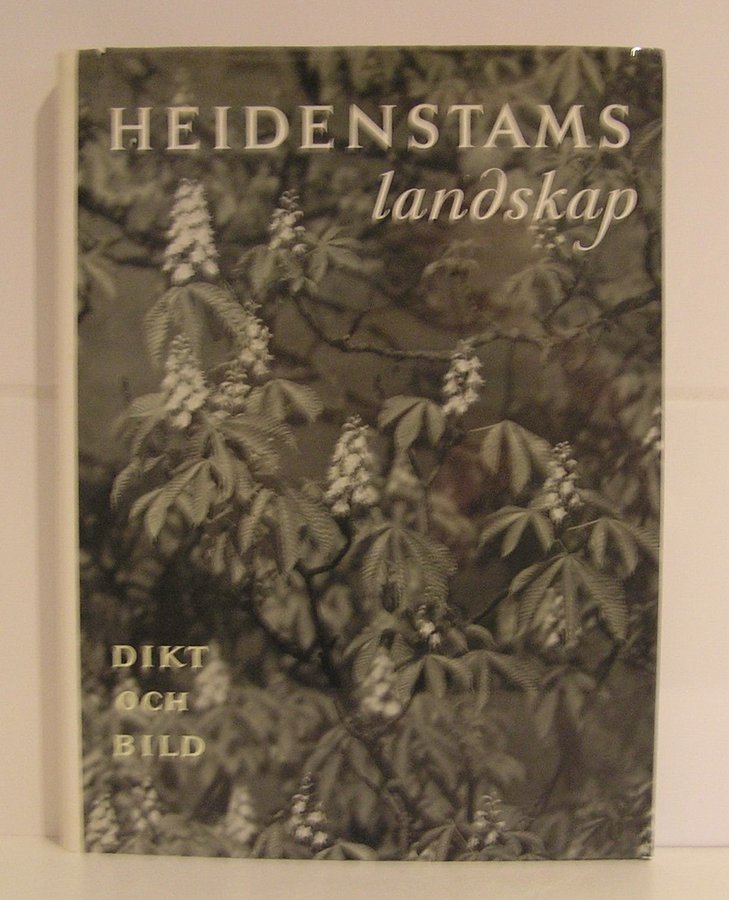 HEIDENSTAMS
landskap
DIKT
OCH
BILD